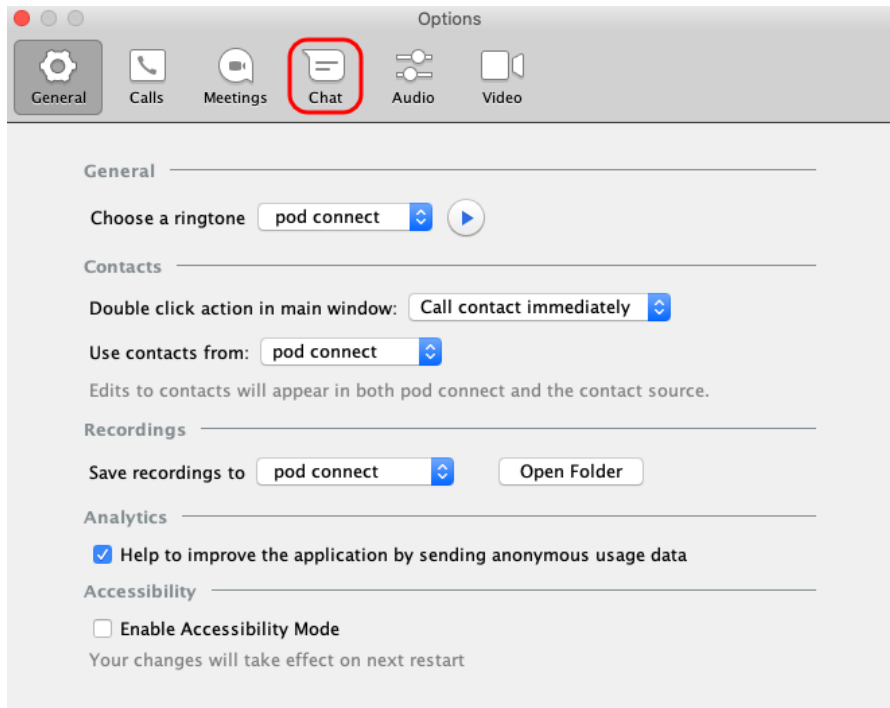 Options
General Calls Meetings Chat Audio Video
General
Choose a ringtone pod connect
Contacts
Double click action in main window: Call contact immediately
Use contacts from: pod connect
Edits to contacts will appear in both pod connect and the contact source.
Recordings
Save recordings to pod connect Open Folder
Analytics
Help to improve the application by sending anonymous usage data
Accessibility
Enable Accessibility Mode
Your changes will take effect on next restart